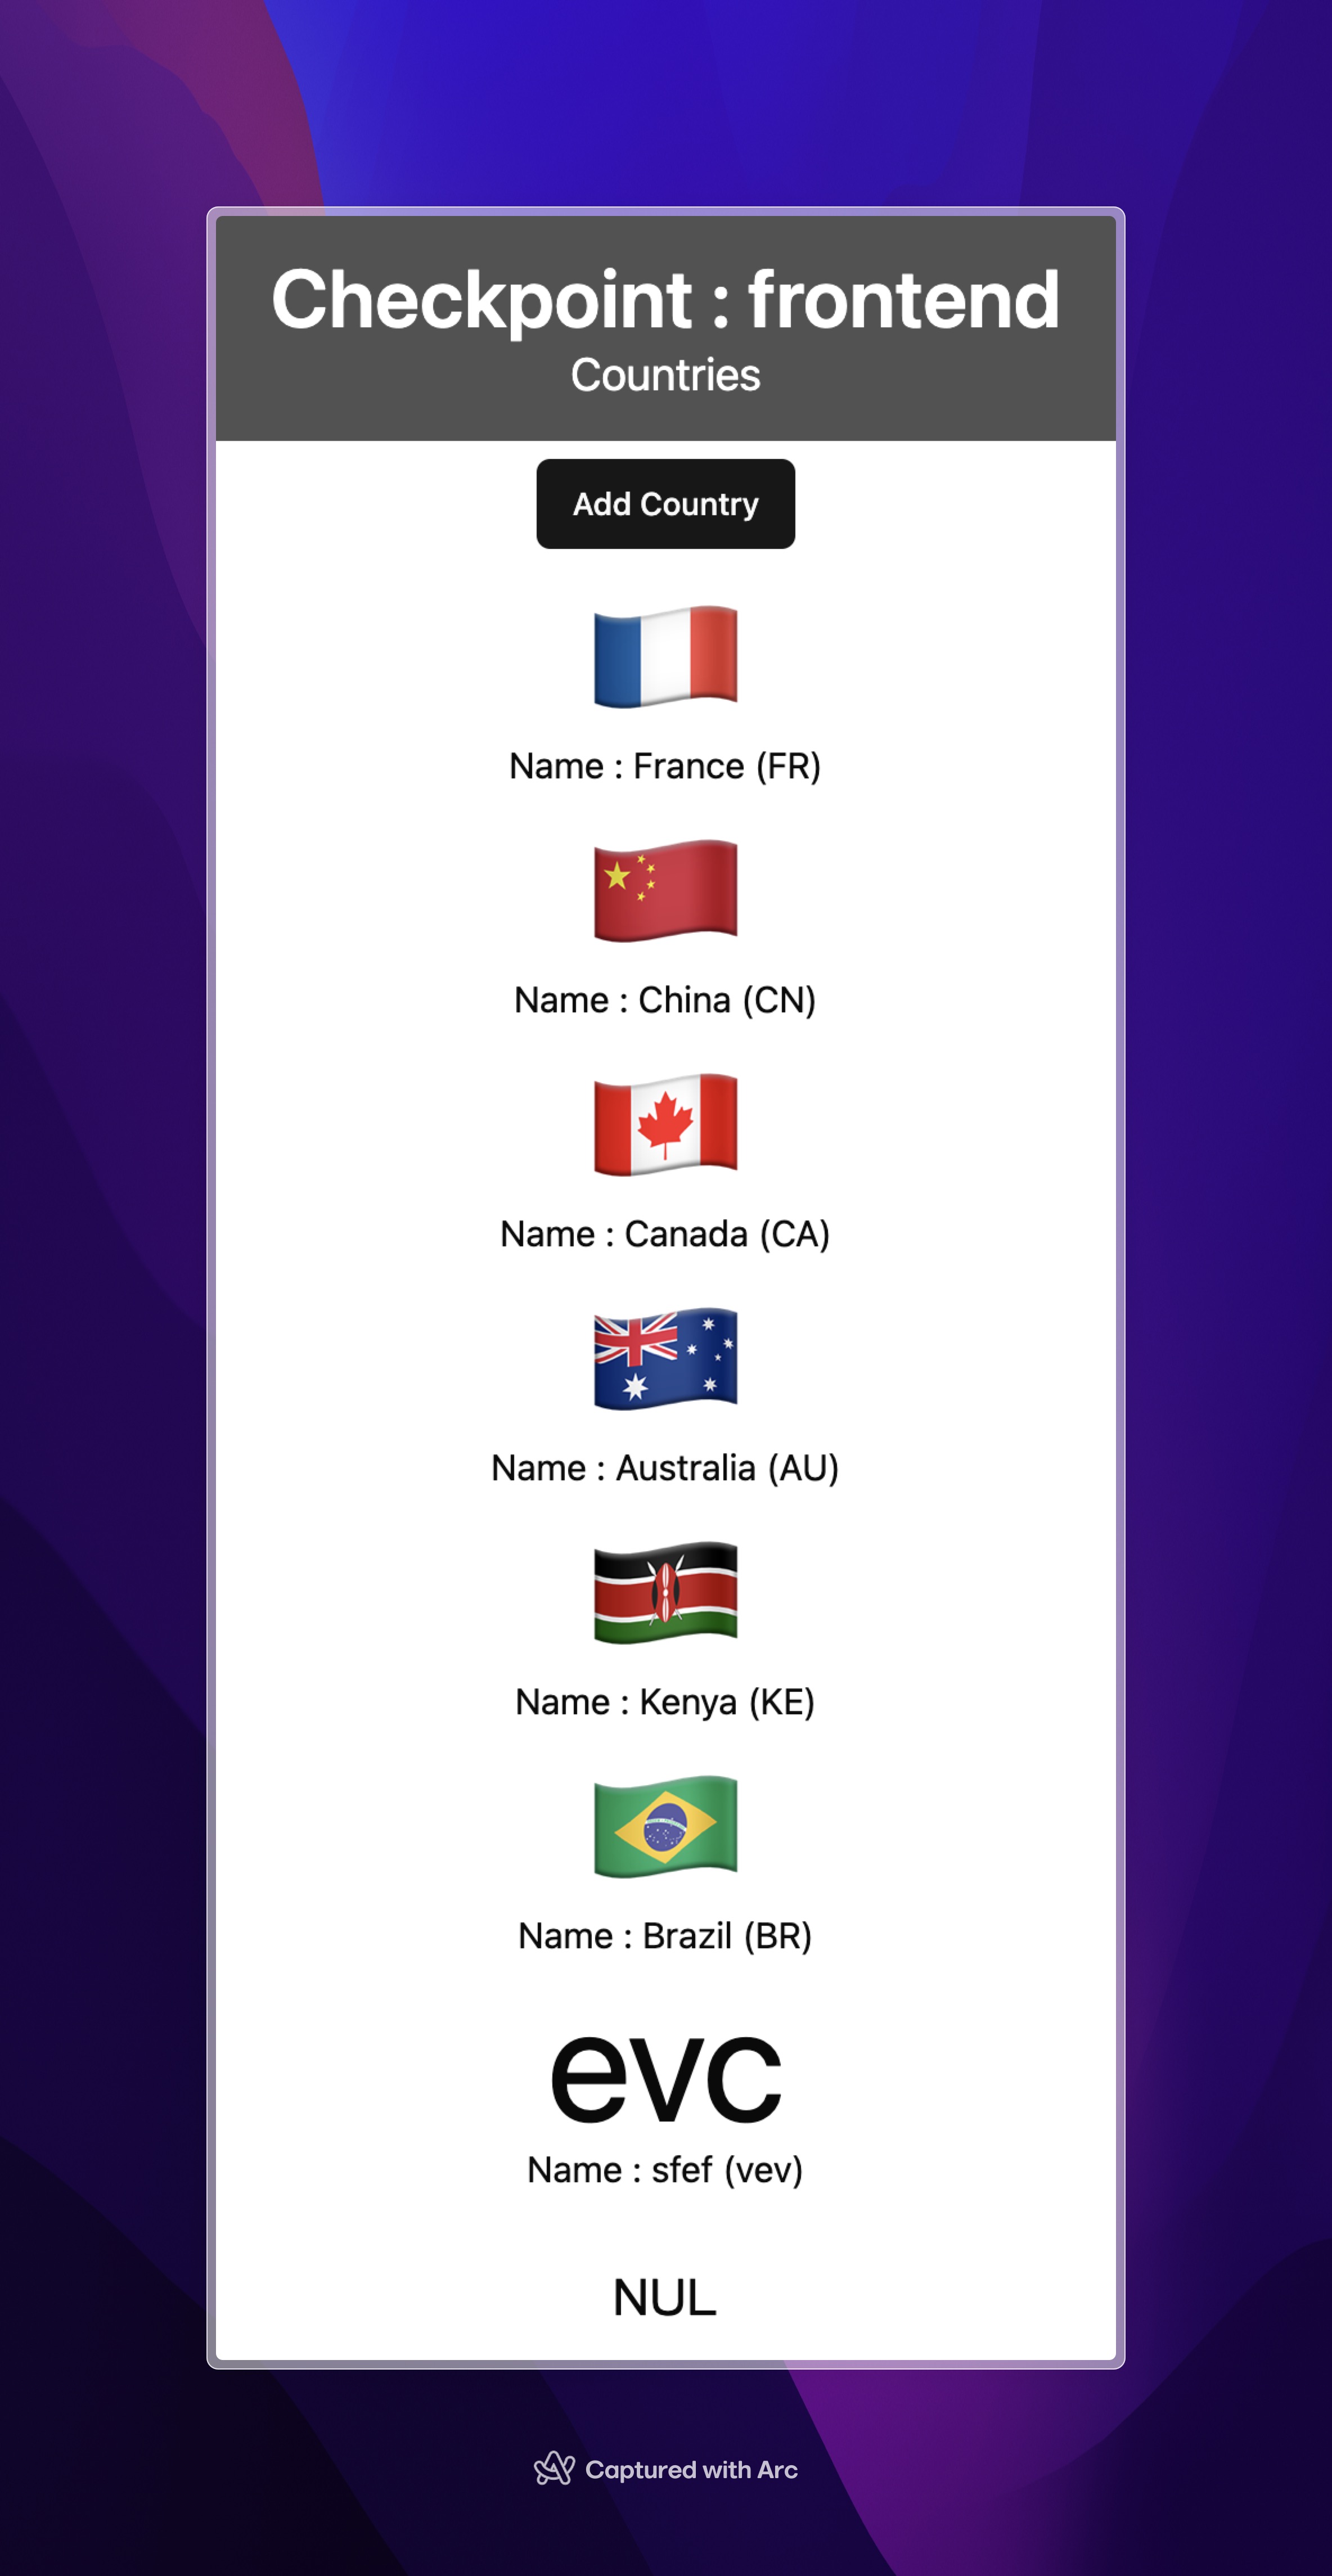 Checkpoint : frontend
Countries
Add Country
Name : France (FR)
Name : China (CN)
Name : Canada (CA)
Name : Australia (AU)
Name : Kenya (KE)
Name : Brazil (BR)
evc
Name : sfef (vev)
NUL
Captured with Arc